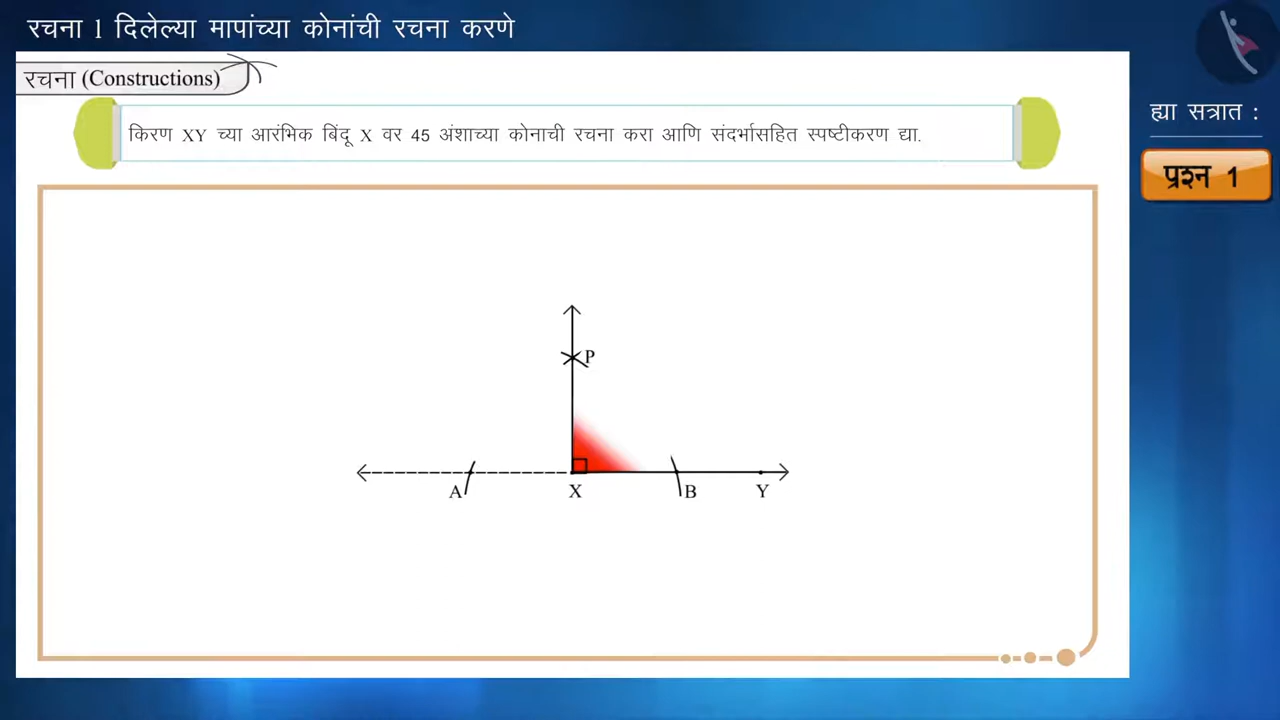 रचना 1 दिलेल्या मापांच्या कोनांची रचना करणे
रचना (Constructions)
ह्या सत्रात :
किरण XY च्या आरंभिक बिंदू X वर 45 अंशाच्या कोनाची रचना करा आणि संदर्भासहित स्पष्टीकरण द्या.
प्रश्न 1
P
A
X
B
Y